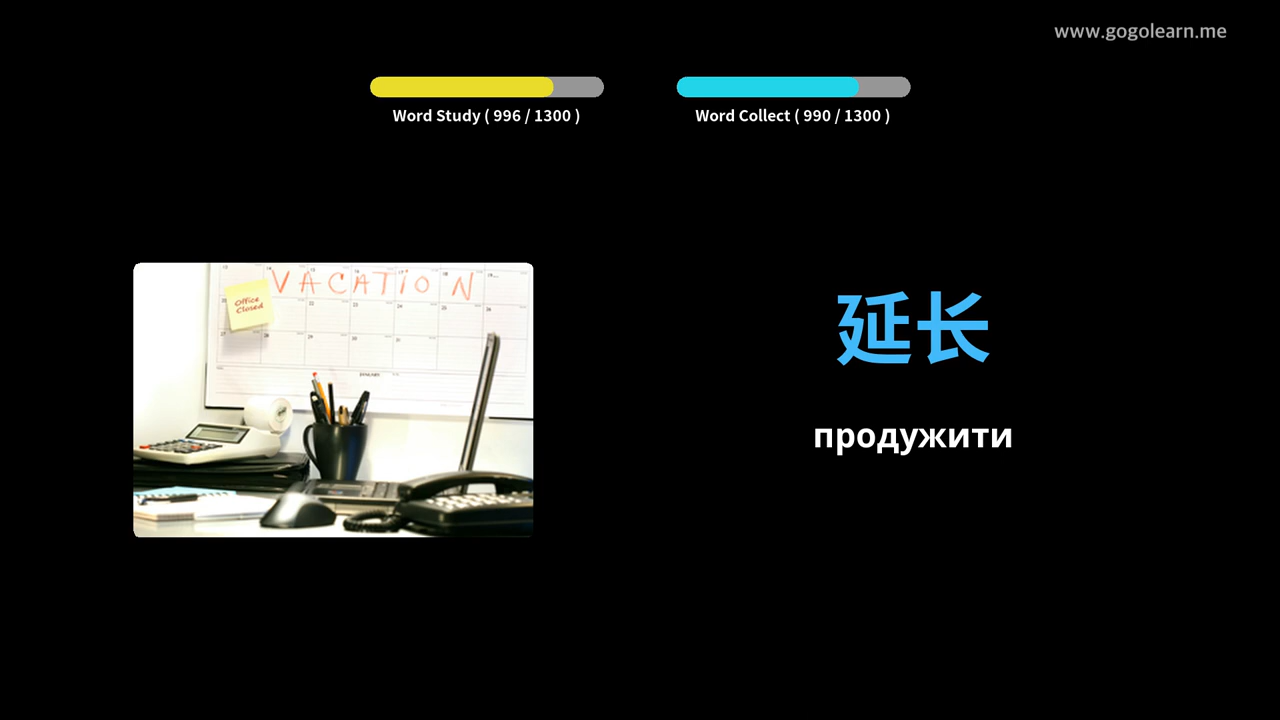 www.gogolearn.me
Word Study ( 996 / 1300 )
Word Collect ( 990 / 1300 )
VACATION
Office
Closed
延长
продужити